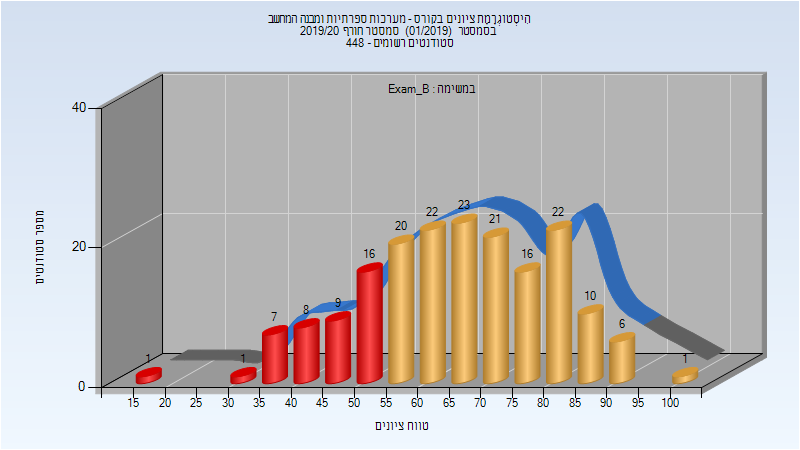 הִיסְטוֹגְרַמַת ציונים בקורס - מערכות ספרתיות ומבנה המחשב
בסמסטר (01/2019) סמסטר חורף 2019/20
סטודנטים רשומים - 448
במשימה : Exam_B
מספר סטודנטים
40
20
0
1
1
7
8
9
16
20
22
23
21
16
22
10
6
1
15 20 25 30 35 40 45 50 55 60 65 70 75 80 85 90 95 100
טווח ציונים